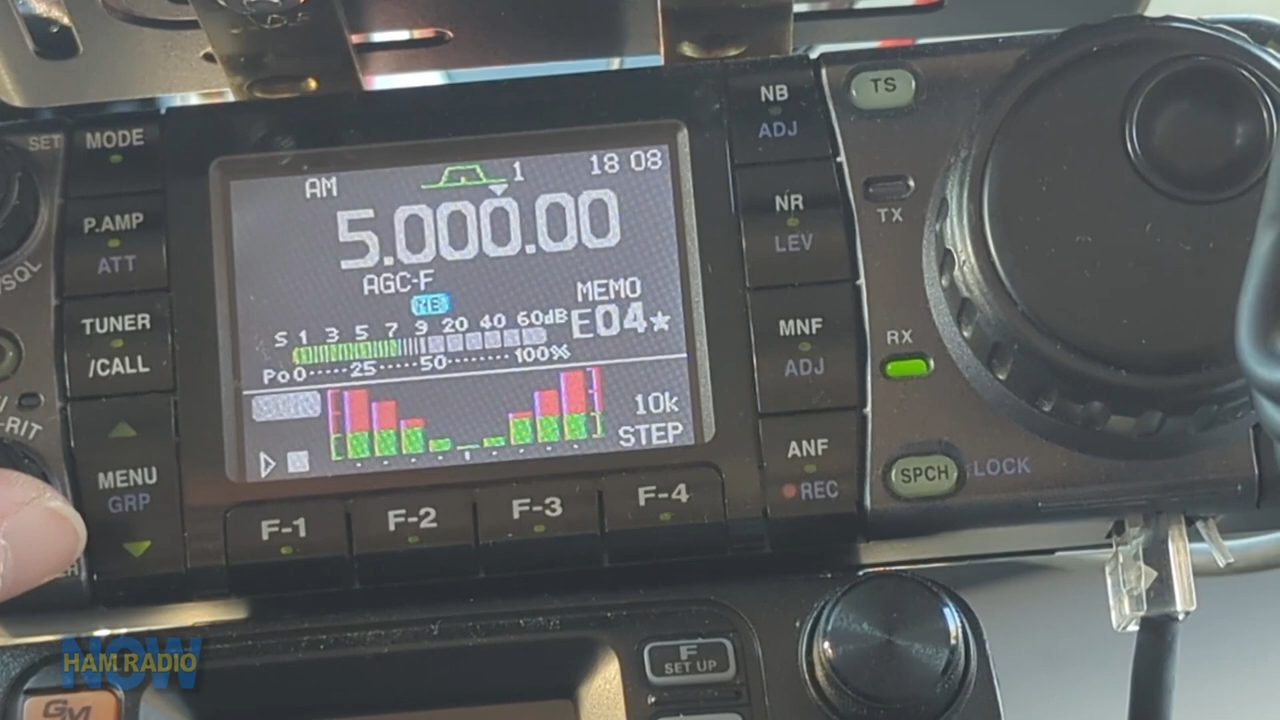 SET
MODE
P.AMP
ATT
TUNER
/CALL
MENU
GRP
-RIT
AM
1
18 08
5.000.00
AGC-F
NB
MEMO
E04★
S 1 3 5 7 9 20 40 60dB
Po 0 25 50 100%
10k
STEP
F-1
F-2
F-3
F-4
NB
ADJ
NR
LEV
MNF
ADJ
ANF
REC
TS
TX
RX
SPCH
LOCK
NOW
HAM RADIO
GM
F
SET UP